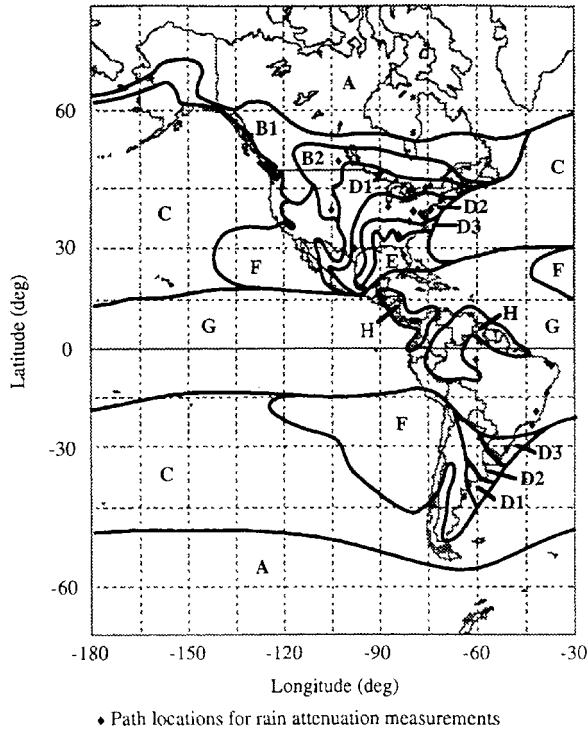 A
60
B1
B2
C
D1
C
D2
D3
30
E
F
F
H
H
G
G
0
F
D3
-30
C
D2
D1
A
-60
-180
-150
-120
-90
-60
-30
Latitude (deg)
Longitude (deg)
♦ Path locations for rain attenuation measurements